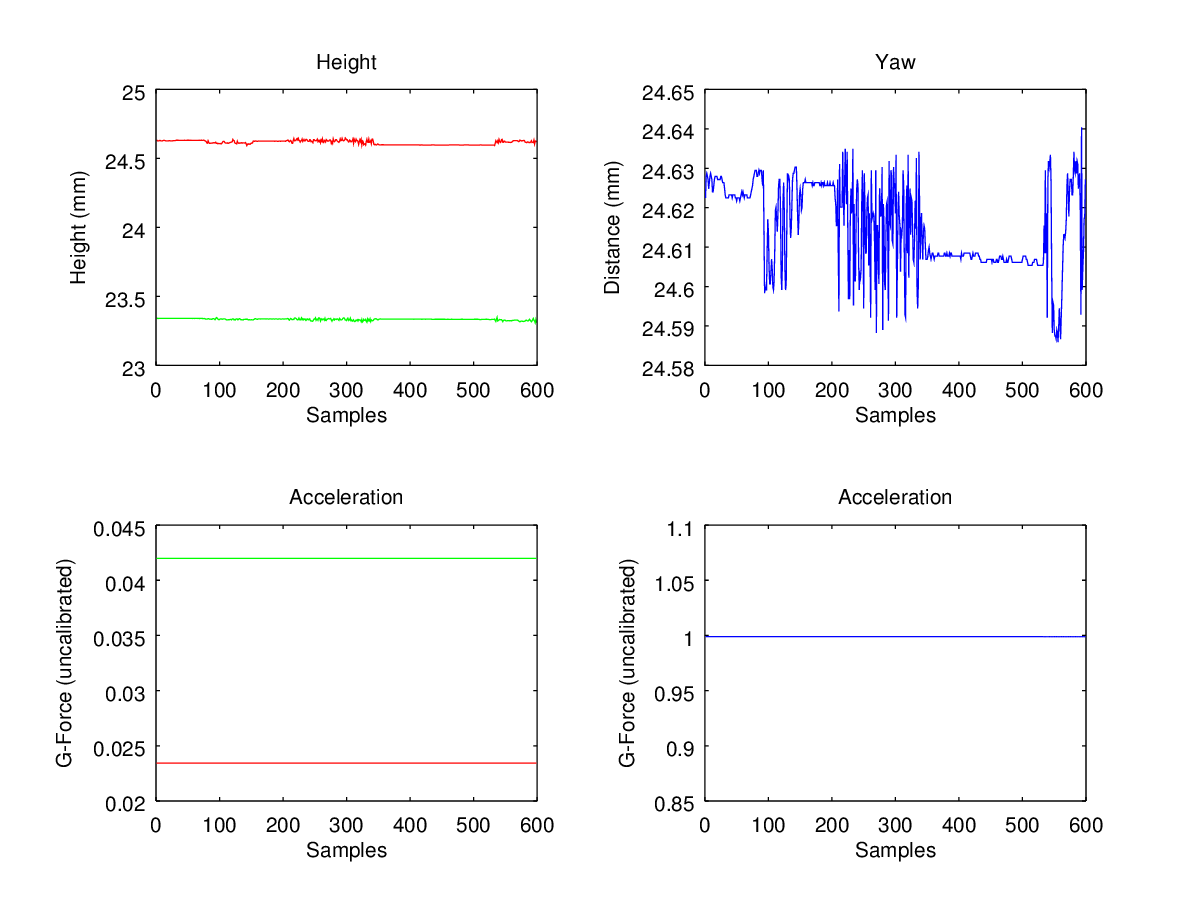 Height
Height (mm)
25
24.5
24
23.5
23
0 100 200 300 400 500 600
Samples
Yaw
Distance (mm)
24.65
24.64
24.63
24.62
24.61
24.6
24.59
24.58
0 100 200 300 400 500 600
Samples
Acceleration
G-Force (uncalibrated)
0.045
0.04
0.035
0.03
0.025
0.02
0 100 200 300 400 500 600
Samples
Acceleration
G-Force (uncalibrated)
1.1
1.05
1
0.95
0.9
0.85
0 100 200 300 400 500 600
Samples